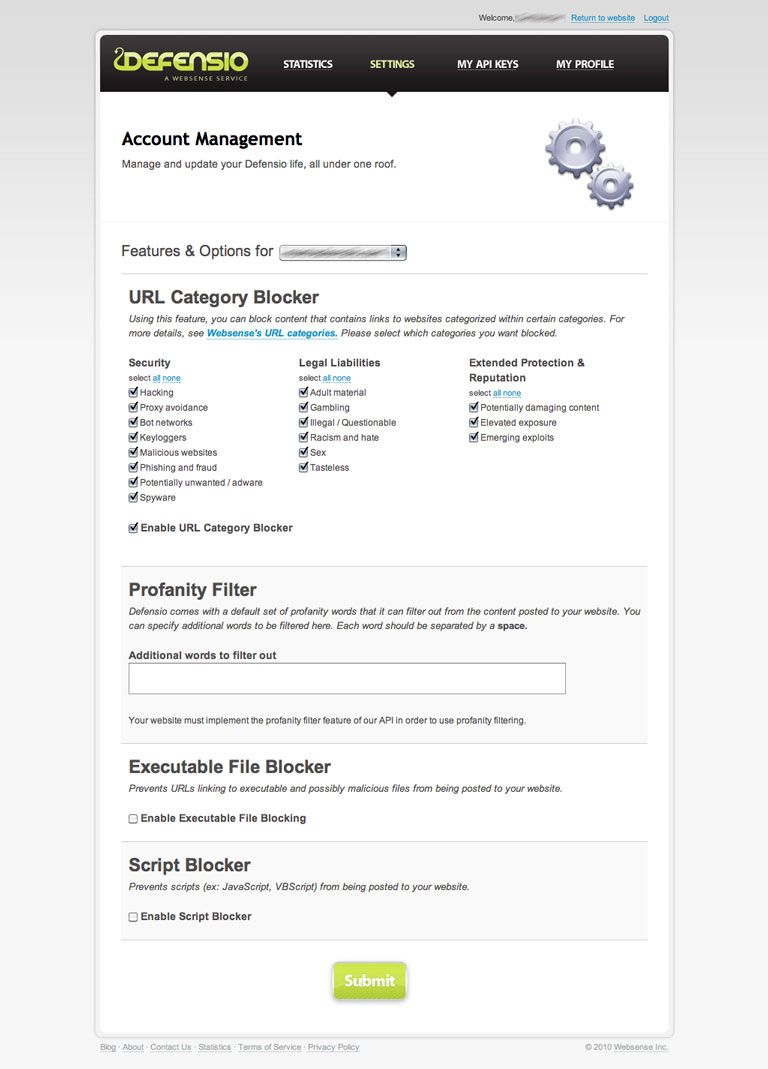 Welcome, Return to website Logout
DEFENSIO
A WEBSENSE SERVICE
STATISTICS SETTINGS MY API KEYS MY PROFILE
Account Management
Manage and update your Defensio life, all under one roof.
Features & Options for
URL Category Blocker
Using this feature, you can block content that contains links to websites categorized within certain categories. For
more details, see Websense's URL categories. Please select which categories you want blocked.
Security
select all none
Hacking
Proxy avoidance
Bot networks
Keyloggers
Malicious websites
Phishing and fraud
Potentially unwanted / adware
Spyware
Legal Liabilities
select all none
Adult material
Gambling
Illegal / Questionable
Racism and hate
Sex
Tasteless
Extended Protection &
Reputation
select all none
Potentially damaging content
Elevated exposure
Emerging exploits
Enable URL Category Blocker
Profanity Filter
Defensio comes with a default set of profanity words that it can filter out from the content posted to your website. You
can specify additional words to be filtered here. Each word should be separated by a space.
Additional words to filter out
Your website must implement the profanity filter feature of our API in order to use profanity filtering.
Executable File Blocker
Prevents URLs linking to executable and possibly malicious files from being posted to your website.
Enable Executable File Blocking
Script Blocker
Prevents scripts (ex: JavaScript, VBScript) from being posted to your website.
Enable Script Blocker
Submit
Blog · About · Contact Us · Statistics · Terms of Service · Privacy Policy © 2010 Websense Inc.